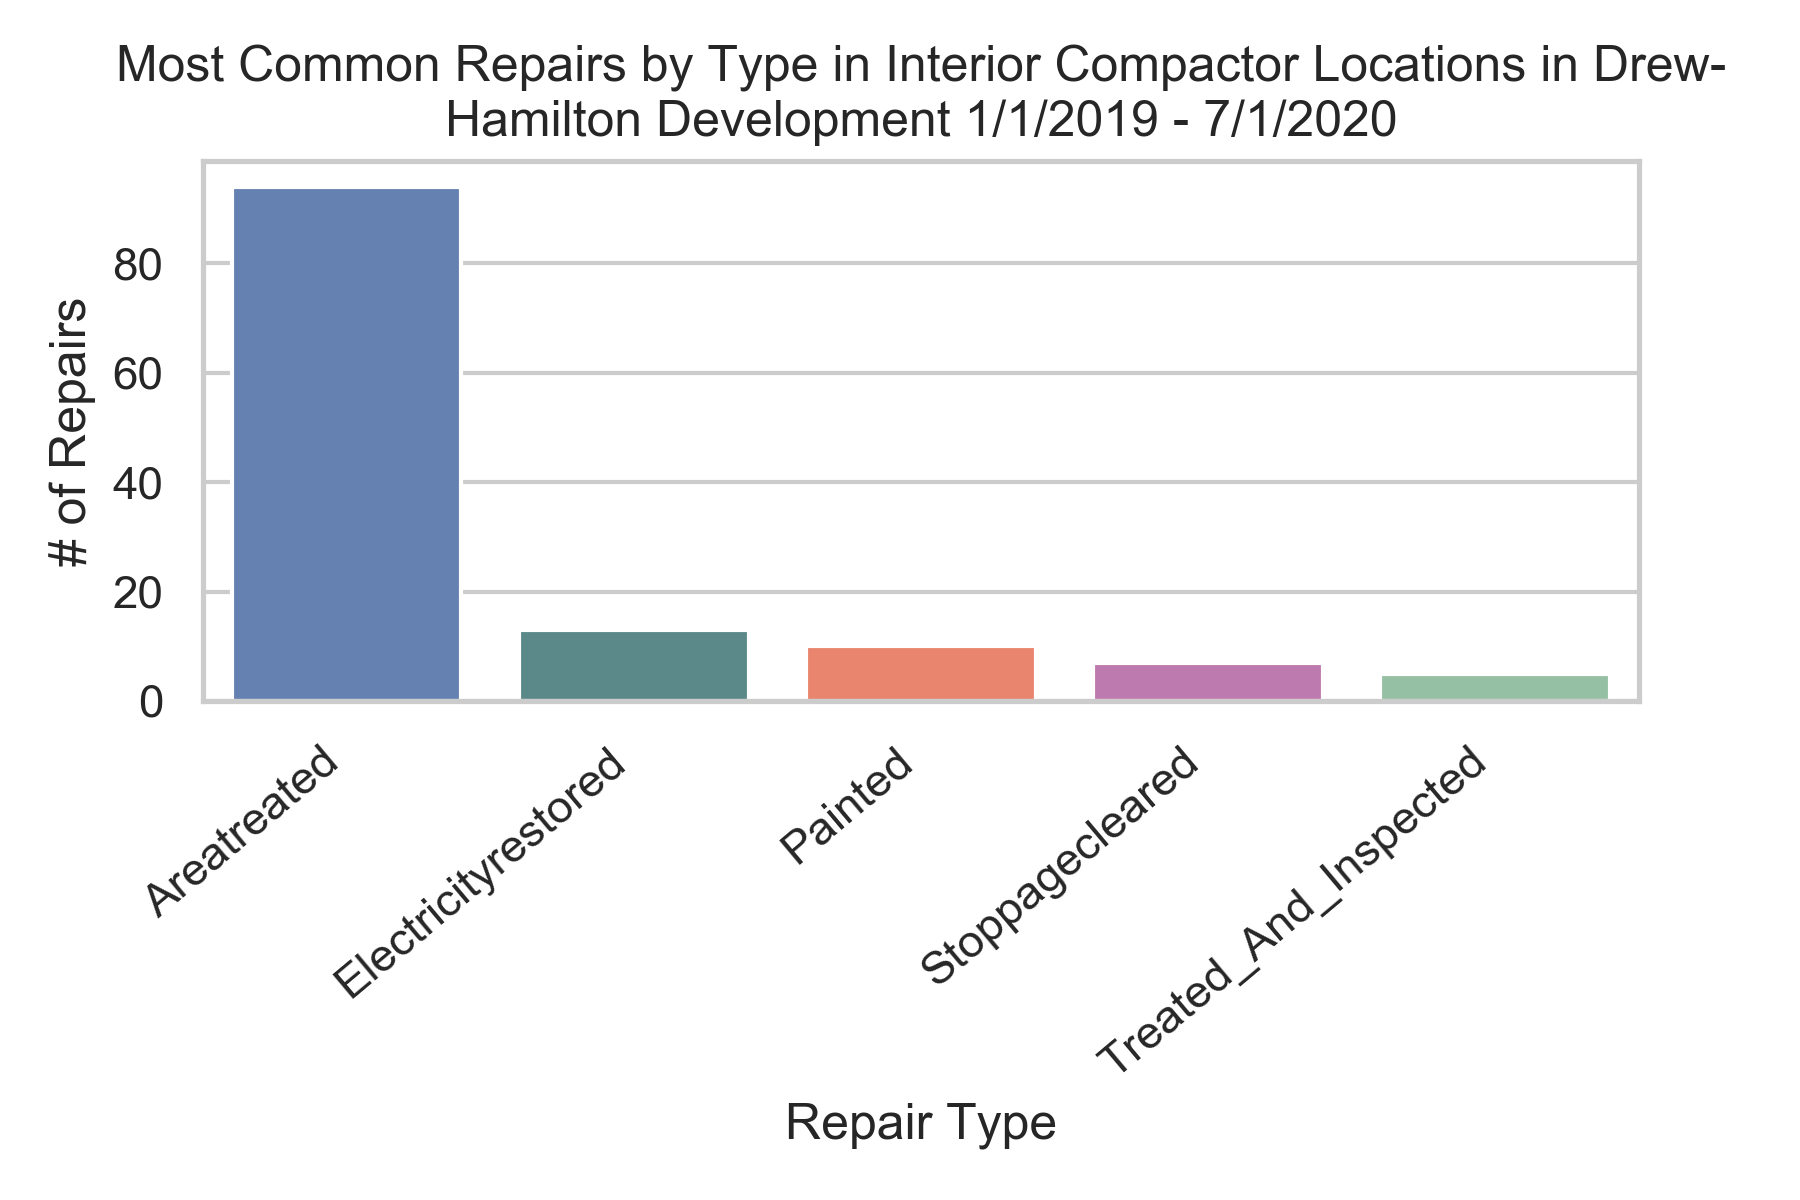 Most Common Repairs by Type in Interior Compactor Locations in Drew-
Hamilton Development 1/1/2019 - 7/1/2020
# of Repairs
80
60
40
20
0
Areatreated
Electricityrestored
Painted
Stoppagecleared
Treated_And_Inspected
Repair Type